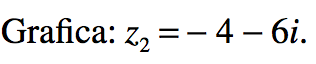 Grafica: z₂ = – 4 – 6i.